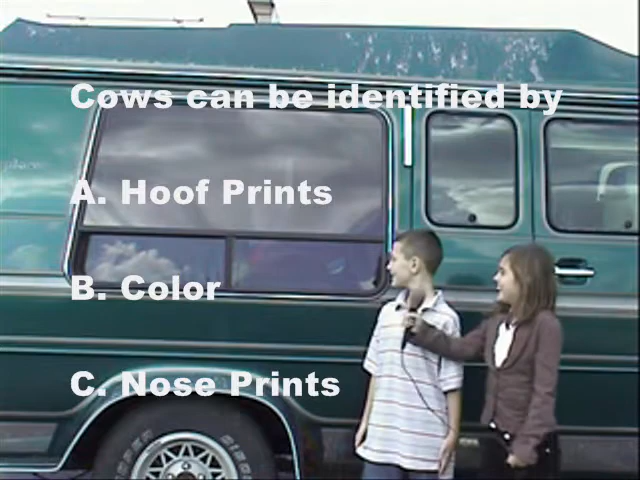 Cows can be identified by
A. Hoof Prints
B. Color
C. Nose Prints